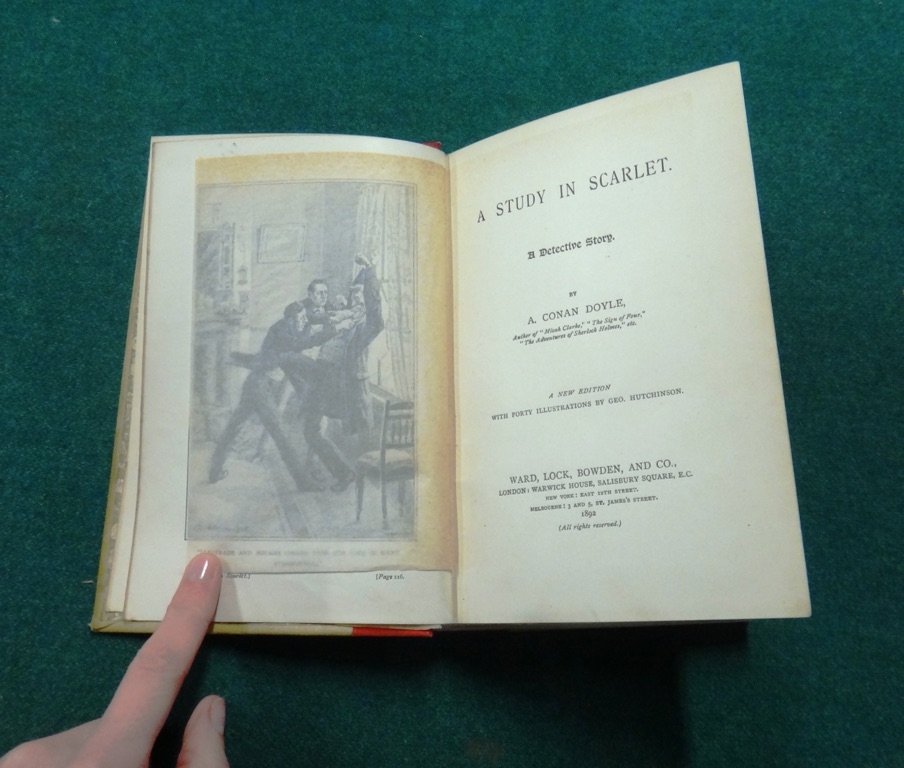 Scarlet.] [Page 116.
A STUDY IN SCARLET.
A Detective Story.
BY
A. CONAN DOYLE,
Author of "Micah Clarke," "The Sign of Four,"
"The Adventures of Sherlock Holmes," etc.
A NEW EDITION
WITH FORTY ILLUSTRATIONS BY GEO. HUTCHINSON.
WARD, LOCK, BOWDEN, AND CO.,
LONDON: WARWICK HOUSE, SALISBURY SQUARE, E.C.
NEW YORK: EAST 12TH STREET.
MELBOURNE: 3 AND 5, ST. JAMES'S STREET.
1892
(All rights reserved.)